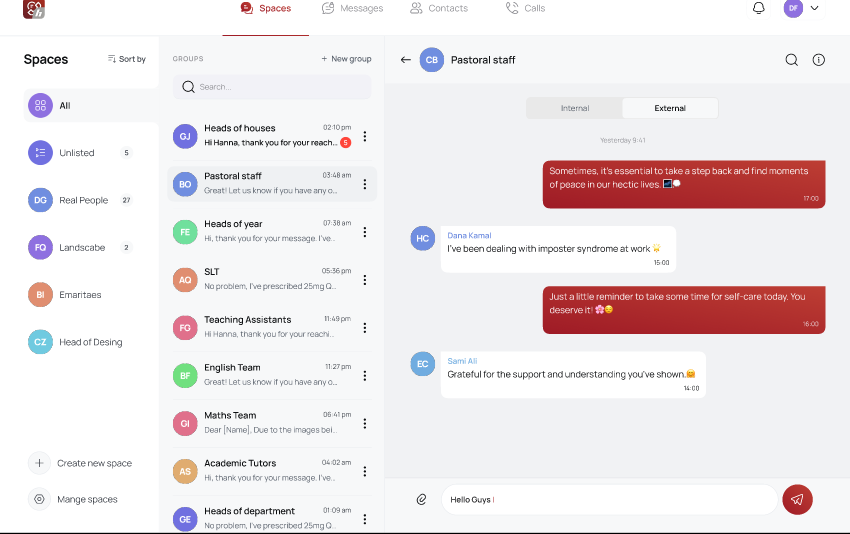 Spaces
Messages
Contacts
Calls
DF
Spaces
Sort by
All
Unlisted
5
DG
Real People
27
FQ
Landscabe
2
BI
Emaritaes
CZ
Head of Desing
Create new space
Mange spaces
GROUPS
+ New group
Search...
GJ
Heads of houses
02:10 pm
Hi Hanna, thank you for your reach...
5
BO
Pastoral staff
03:48 am
Great! Let us know if you have any o...
FE
Heads of year
07:38 am
Hi, thank you for your message. I've..
AQ
SLT
05:36 pm
No problem, I've prescribed 25mg Q..
FG
Teaching Assistants
11:49 pm
Hi Hanna, thank you for your reachi..
BF
English Team
11:27 pm
Great! Let us know if you have any o...
GI
Maths Team
06:41 pm
Dear [Name], Due to the images bei..
AS
Academic Tutors
04:02 am
Hi, thank you for your message. I've..
GE
Heads of department
01:09 am
No problem, I've prescribed 25mg Q..
CB
Pastoral staff
Internal
External
Yesterday 9:41
Sometimes, it's essential to take a step back and find moments
of peace in our hectic lives. 🌃💭
17:00
HC
Dana Kamal
I've been dealing with imposter syndrome at work
15:00
Just a little reminder to take some time for self-care today. You
deserve it! 🌸😌
16:00
EC
Sami Ali
Grateful for the support and understanding you've shown.🤗
14:00
Hello Guys |